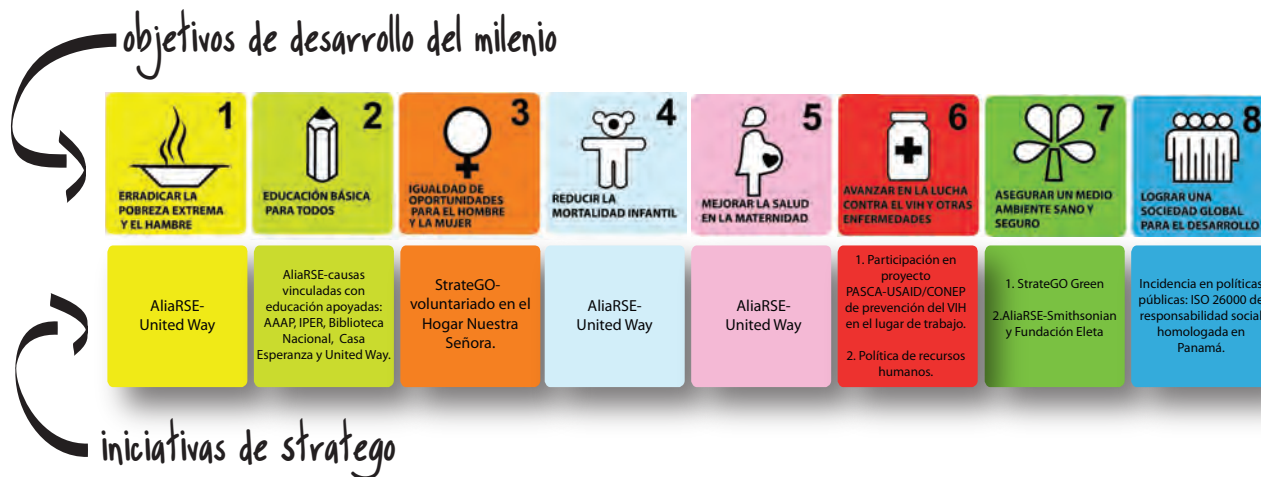 objetivos de desarrollo del milenio
1
ERRADICAR LA
POBREZA EXTREMA
Y EL HAMBRE
2
EDUCACIÓN BÁSICA
PARA TODOS
3
IGUALDAD DE
OPORTUNIDADES
PARA EL HOMBRE
Y LA MUJER
4
REDUCIR LA
MORTALIDAD INFANTIL
5
MEJORAR LA SALUD
EN LA MATERNIDAD
6
AVANZAR EN LA LUCHA
CONTRA EL VIH Y OTRAS
ENFERMEDADES
7
ASEGURAR UN MEDIO
AMBIENTE SANO Y
SEGURO
8
LOGRAR UNA
SOCIEDAD GLOBAL
PARA EL DESARROLLO
AliaRSE-
United Way
AliaRSE-causas
vinculadas con
educación apoyadas:
AAAP, IPER, Biblioteca
Nacional, Casa
Esperanza y United Way.
StrateGO-
voluntariado en el
Hogar Nuestra
Señora.
AliaRSE-
United Way
AliaRSE-
United Way
1. Participación en
proyecto
PASCA-USAID/CONEP
de prevención del VIH
en el lugar de trabajo.
2. Política de recursos
humanos.
1. StrateGO Green
2.AliaRSE-Smithsonian
y Fundación Eleta
Incidencia en políticas
públicas: ISO 26000 de
responsabilidad social
homologada en
Panamá.
iniciativas de stratego